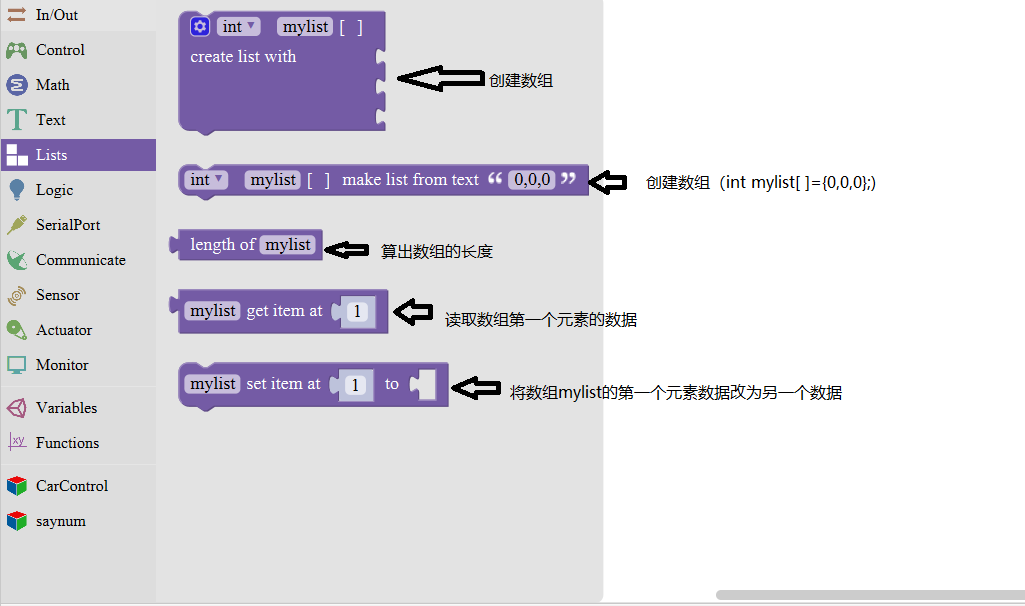 In/Out
Control
Math
Text
Lists
Logic
SerialPort
Communicate
Sensor
Actuator
Monitor
Variables
Functions
CarControl
saynum
int mylist [ ]
create list with
创建数组
int mylist [ ] make list from text “ 0,0,0 ”
创建数组（int mylist[ ]={0,0,0};)
length of mylist
算出数组的长度
mylist get item at 1
读取数组第一个元素的数据
mylist set item at 1 to
将数组mylist的第一个元素数据改为另一个数据